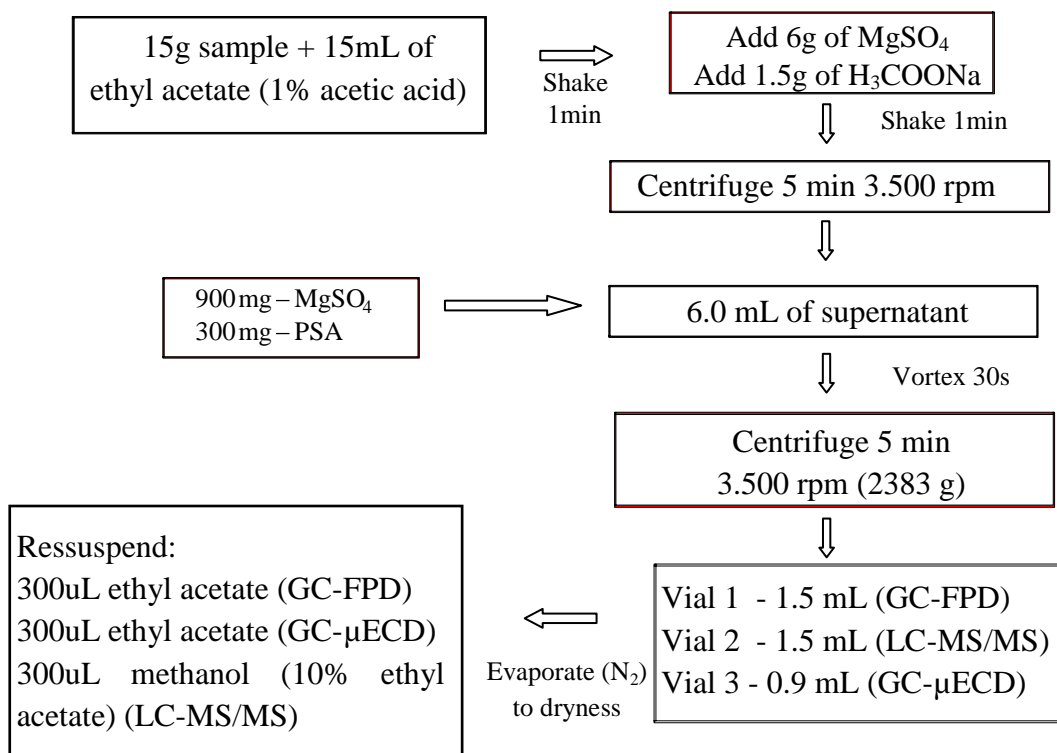 15g sample + 15mL of
ethyl acetate (1% acetic acid)
Shake
1min
Add 6g of MgSO₄
Add 1.5g of H₃COONa
Shake 1min
Centrifuge 5 min 3.500 rpm
900mg – MgSO₄
300mg – PSA
6.0 mL of supernatant
Vortex 30s
Centrifuge 5 min
3.500 rpm (2383 g)
Vial 1 - 1.5 mL (GC-FPD)
Vial 2 - 1.5 mL (LC-MS/MS)
Vial 3 - 0.9 mL (GC-µECD)
Evaporate (N₂)
to dryness
Ressuspend:
300uL ethyl acetate (GC-FPD)
300uL ethyl acetate (GC-µECD)
300uL methanol (10% ethyl
acetate) (LC-MS/MS)